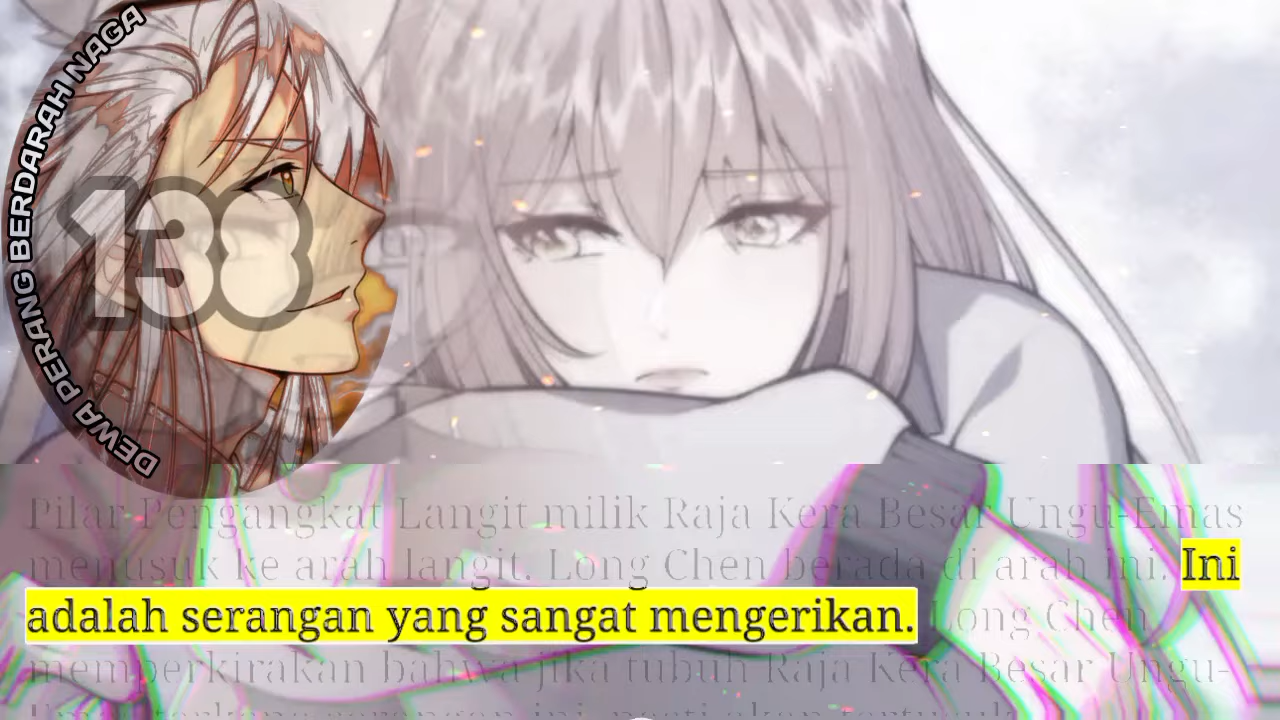 DEWA PERANG BERDARAH NAGA
138
Pilar Pengangkat Langit milik Raja Kera Besar Ungu-Emas
menusuk ke arah langit. Long Chen berada di arah ini. Ini
adalah serangan yang sangat mengerikan. Long Chen
memperkirakan bahwa jika tubuh Raja Kera Besar Ungu-